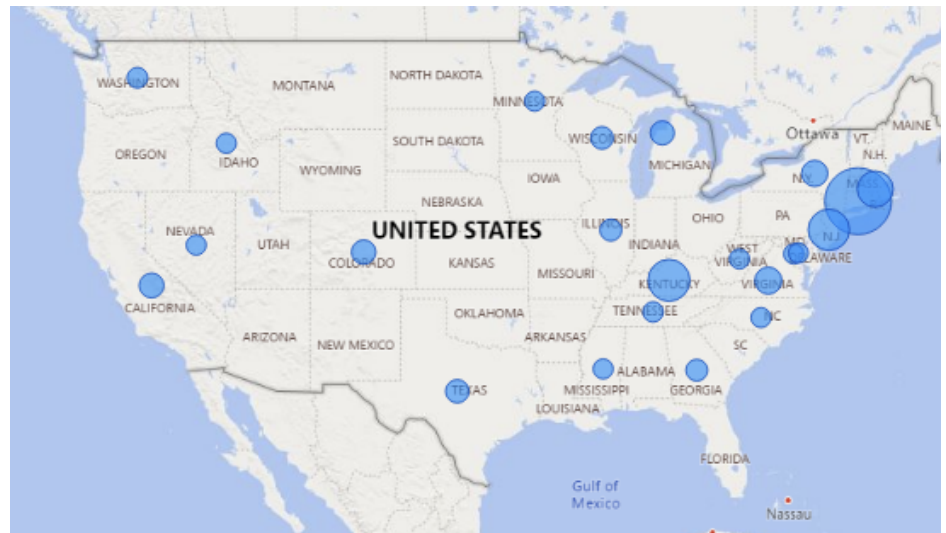 WASHINGTON
MONTANA
NORTH DAKOTA
MINNESOTA
Ottawa
VT.
MAINE
N.H.
OREGON
IDAHO
SOUTH DAKOTA
WISCONSIN
MICHIGAN
WYOMING
IOWA
N.Y.
MASS.
NEBRASKA
UNITED STATES
NEVADA
UTAH
COLORADO
KANSAS
ILLINOIS
INDIANA
OHIO
PA
N.J.
MD
WEST
VIRGINIA
DELAWARE
MISSOURI
KENTUCKY
VIRGINIA
CALIFORNIA
OKLAHOMA
TENNESSEE
NC
ARIZONA
NEW MEXICO
ARKANSAS
SC
TEXAS
MISSISSIPPI
ALABAMA
GEORGIA
LOUISIANA
FLORIDA
Gulf of
Mexico
Nassau